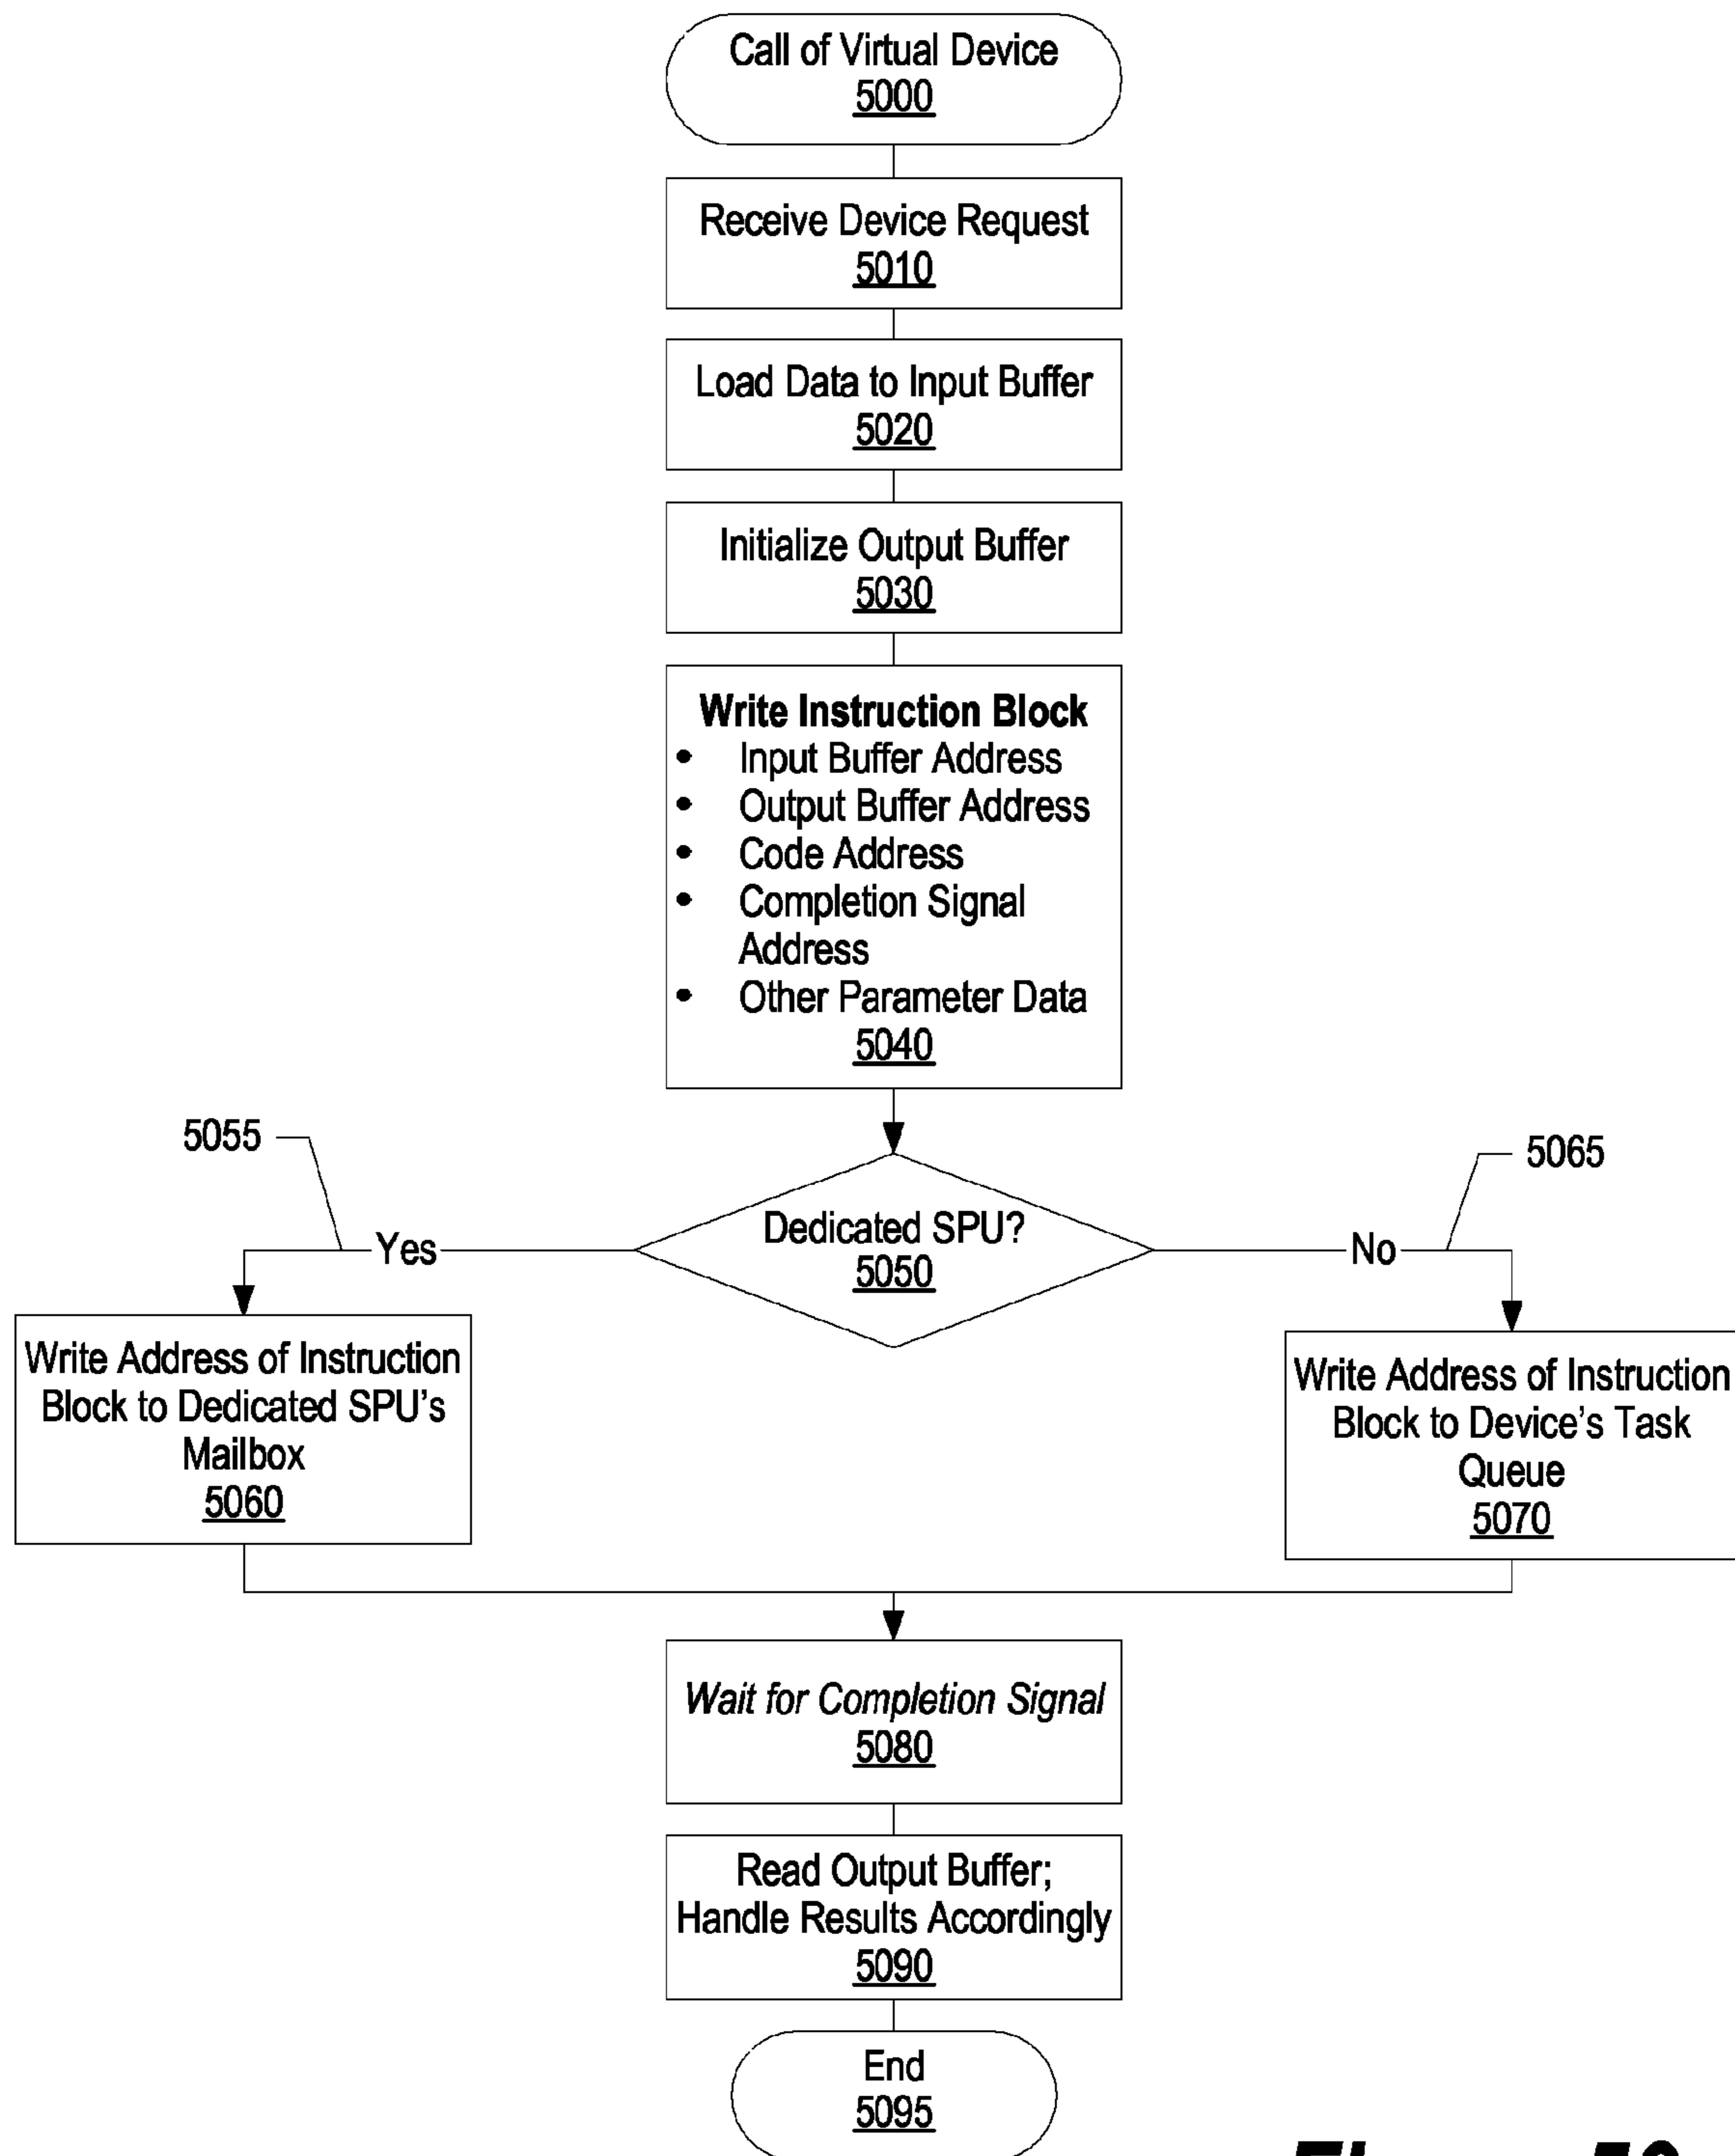 Call of Virtual Device
5000
Receive Device Request
5010
Load Data to Input Buffer
5020
Initialize Output Buffer
5030
Write Instruction Block
• Input Buffer Address
• Output Buffer Address
• Code Address
• Completion Signal
Address
• Other Parameter Data
5040
5055
5065
Dedicated SPU?
5050
Yes
No
Write Address of Instruction
Block to Dedicated SPU's
Mailbox
5060
Write Address of Instruction
Block to Device's Task
Queue
5070
Wait for Completion Signal
5080
Read Output Buffer;
Handle Results Accordingly
5090
End
5095